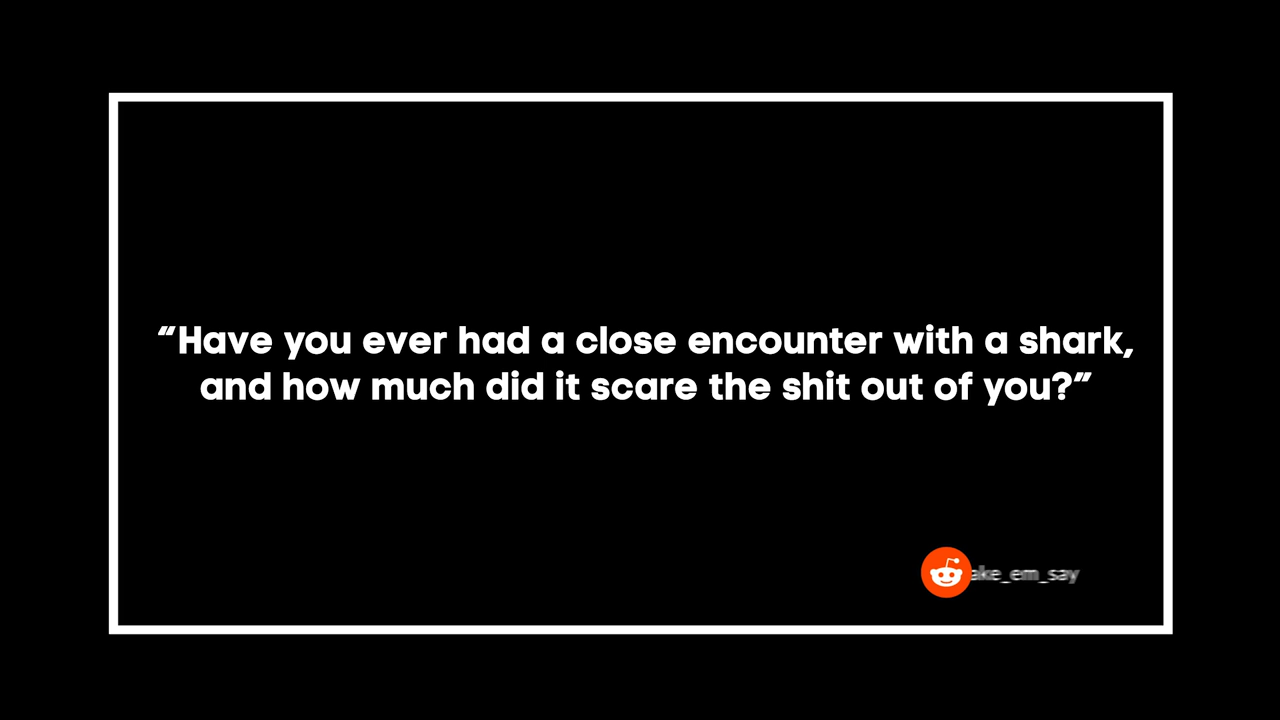 “Have you ever had a close encounter with a shark,
and how much did it scare the shit out of you?”
ake_em_say